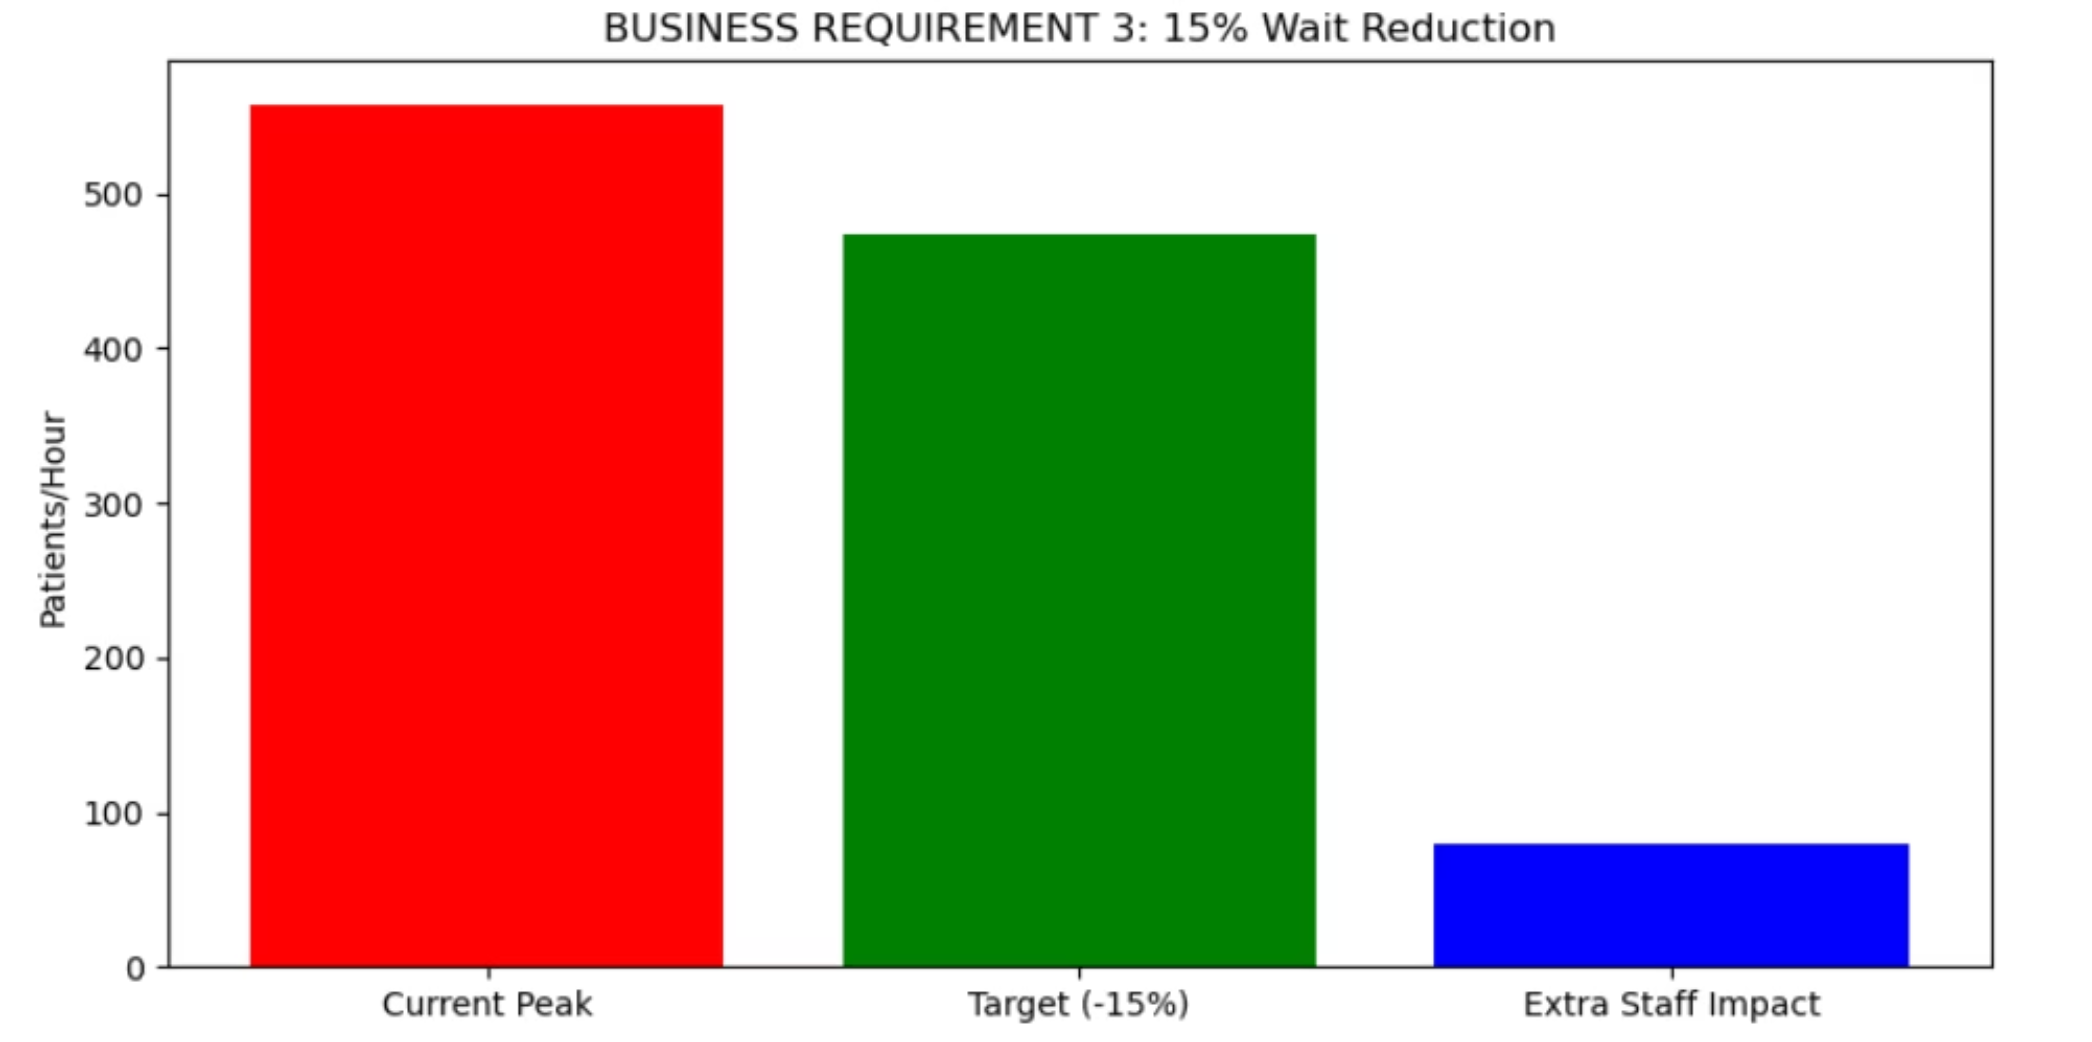 BUSINESS REQUIREMENT 3: 15% Wait Reduction
Patients/Hour
500
400
300
200
100
0
Current Peak
Target (-15%)
Extra Staff Impact